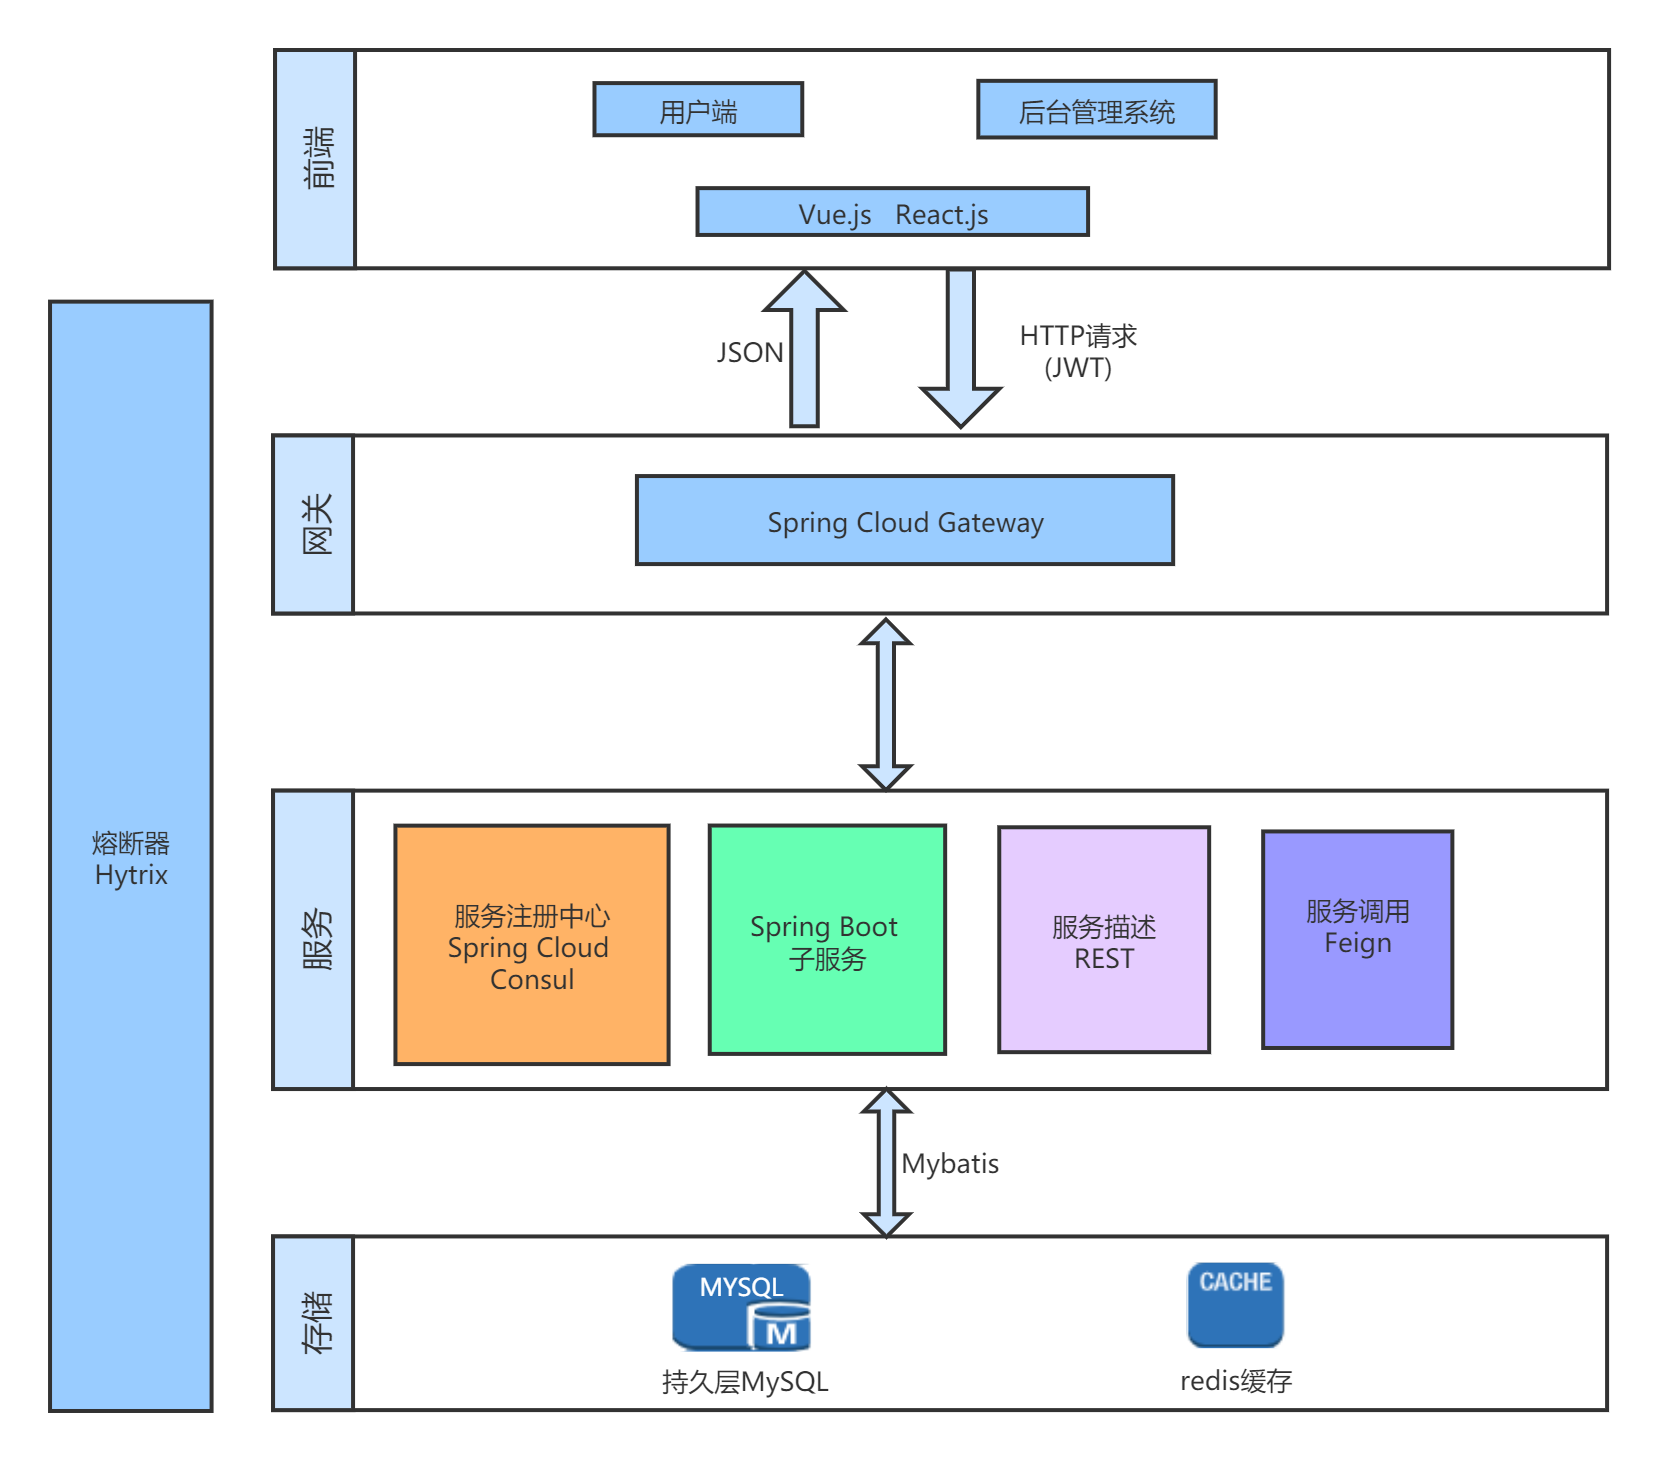 前端
用户端
后台管理系统
Vue.js React.js
JSON
HTTP请求
(JWT)
网关
Spring Cloud Gateway
熔断器
Hytrix
服务
服务注册中心
Spring Cloud
Consul
Spring Boot
子服务
服务描述
REST
服务调用
Feign
Mybatis
存储
MYSQL
M
持久层MySQL
CACHE
redis缓存